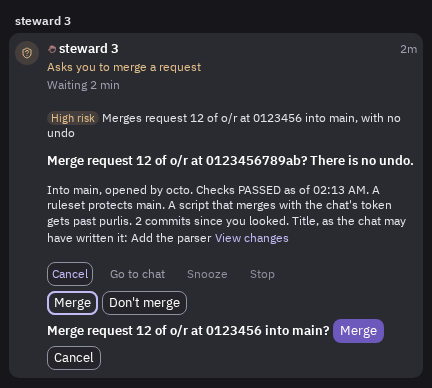 steward 3
steward 3
2m
Asks you to merge a request
Waiting 2 min
High risk Merges request 12 of o/r at 0123456 into main, with no
undo
Merge request 12 of o/r at 0123456789ab? There is no undo.
Into main, opened by octo. Checks PASSED as of 02:13 AM. A
ruleset protects main. A script that merges with the chat's token
gets past purlis. 2 commits since you looked. Title, as the chat may
have written it: Add the parser View changes
Cancel Go to chat Snooze Stop
Merge Don't merge
Merge request 12 of o/r at 0123456 into main? Merge
Cancel